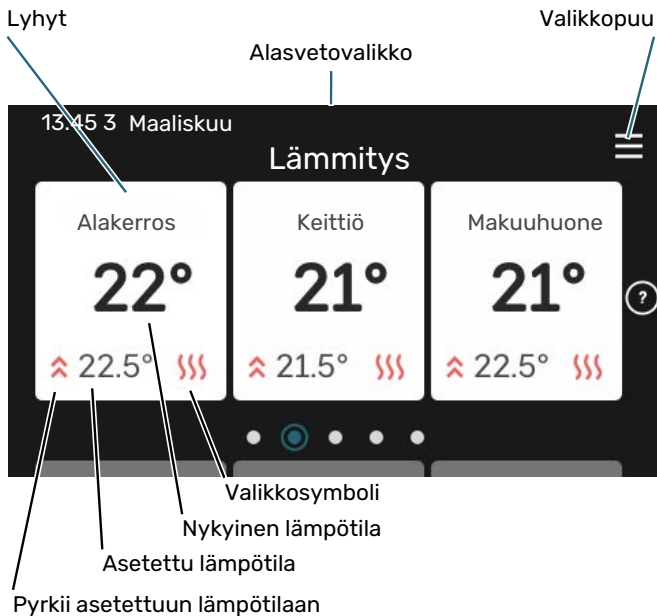 Lyhyt
Valikkopuu
Alasvetovalikko
13.45 3 Maaliskuu
Lämmitys
Alakerros
Keittiö
Makuuhuone
22°
21°
21°
?
22.5°
21.5°
22.5°
Valikkosymboli
Nykyinen lämpötila
Asetettu lämpötila
Pyrkii asetettuun lämpötilaan